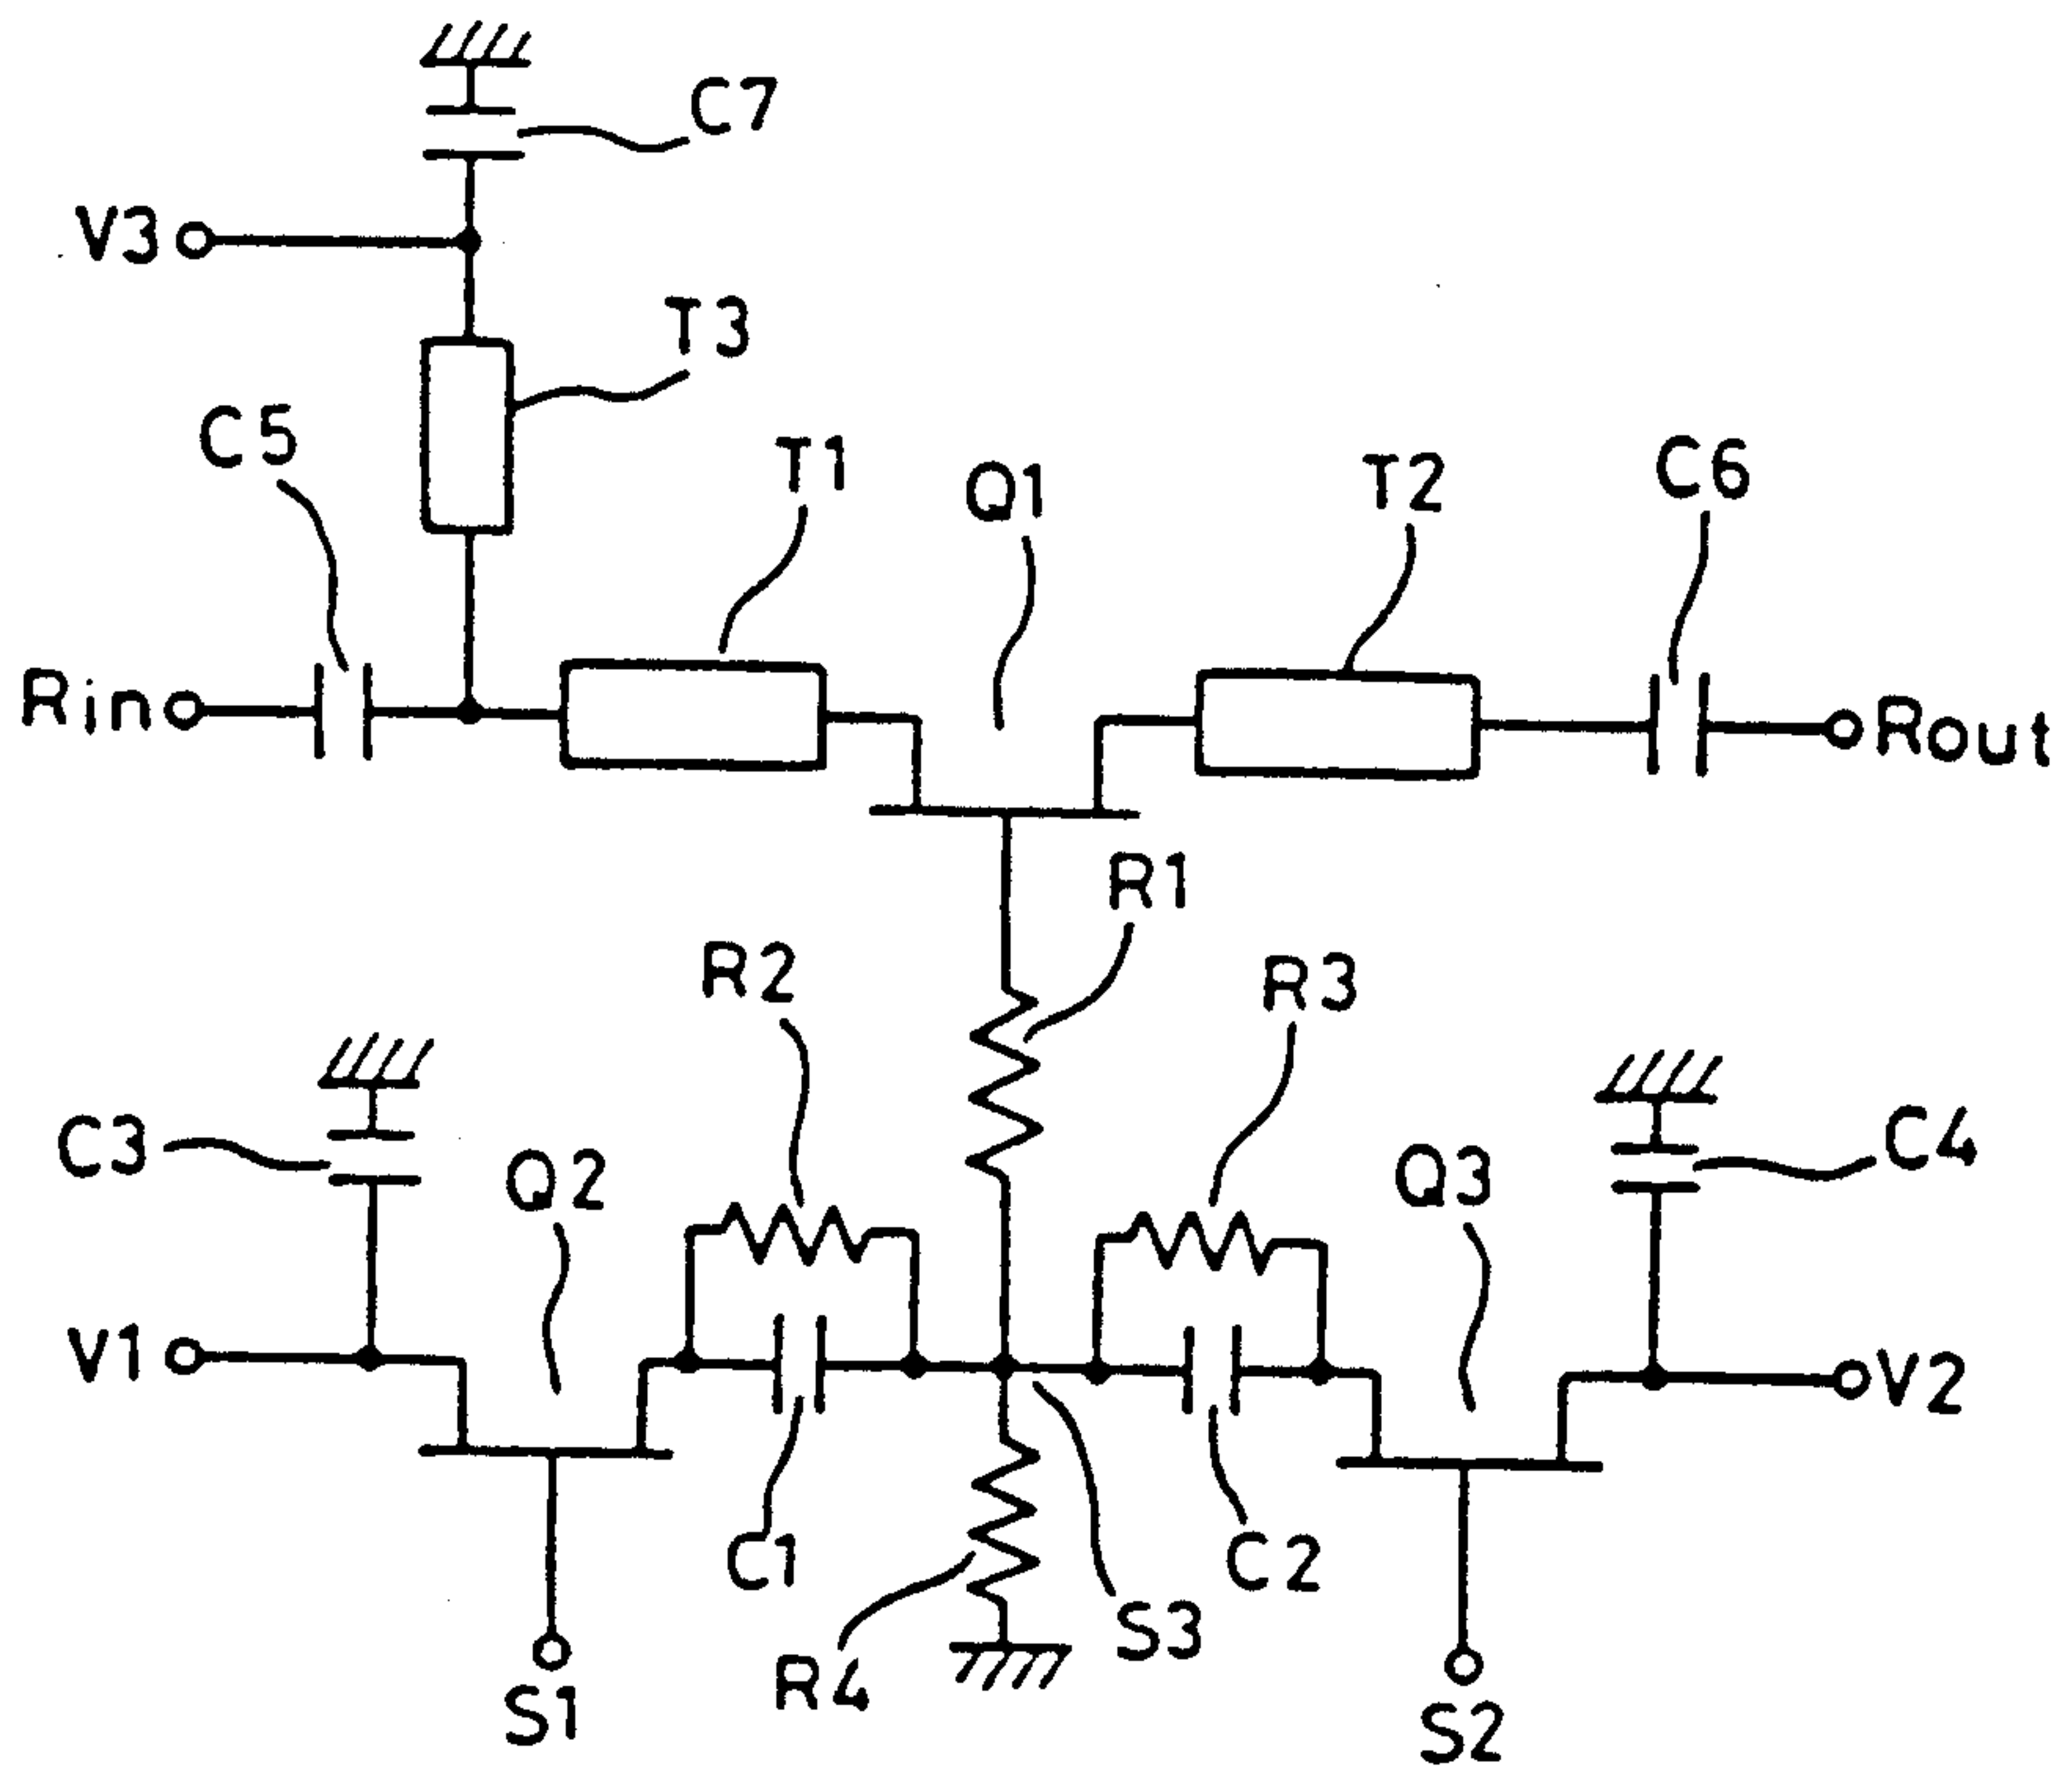 C7
V3
T3
C5
T1
Q1
T2
C6
Rin
Rout
R1
R2
R3
C3
Q2
Q3
C4
V1
V2
C1
C2
S3
R4
S1
S2